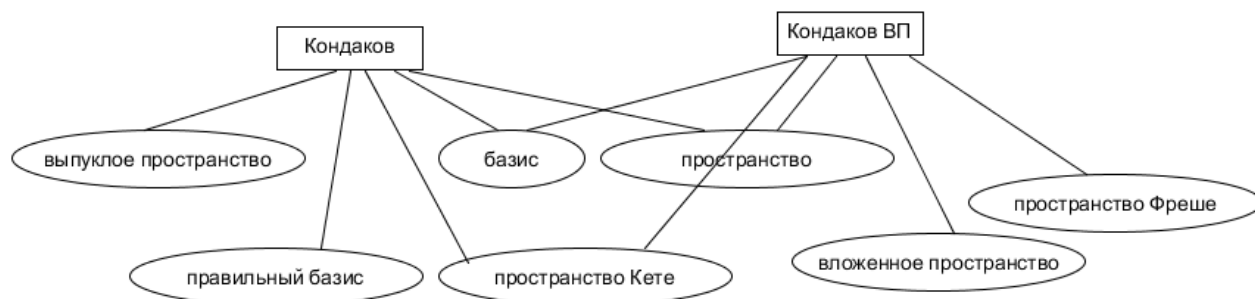 Кондаков
Кондаков ВП
выпуклое пространство
базис
пространство
пространство Фреше
правильный базис
пространство Кете
вложенное пространство